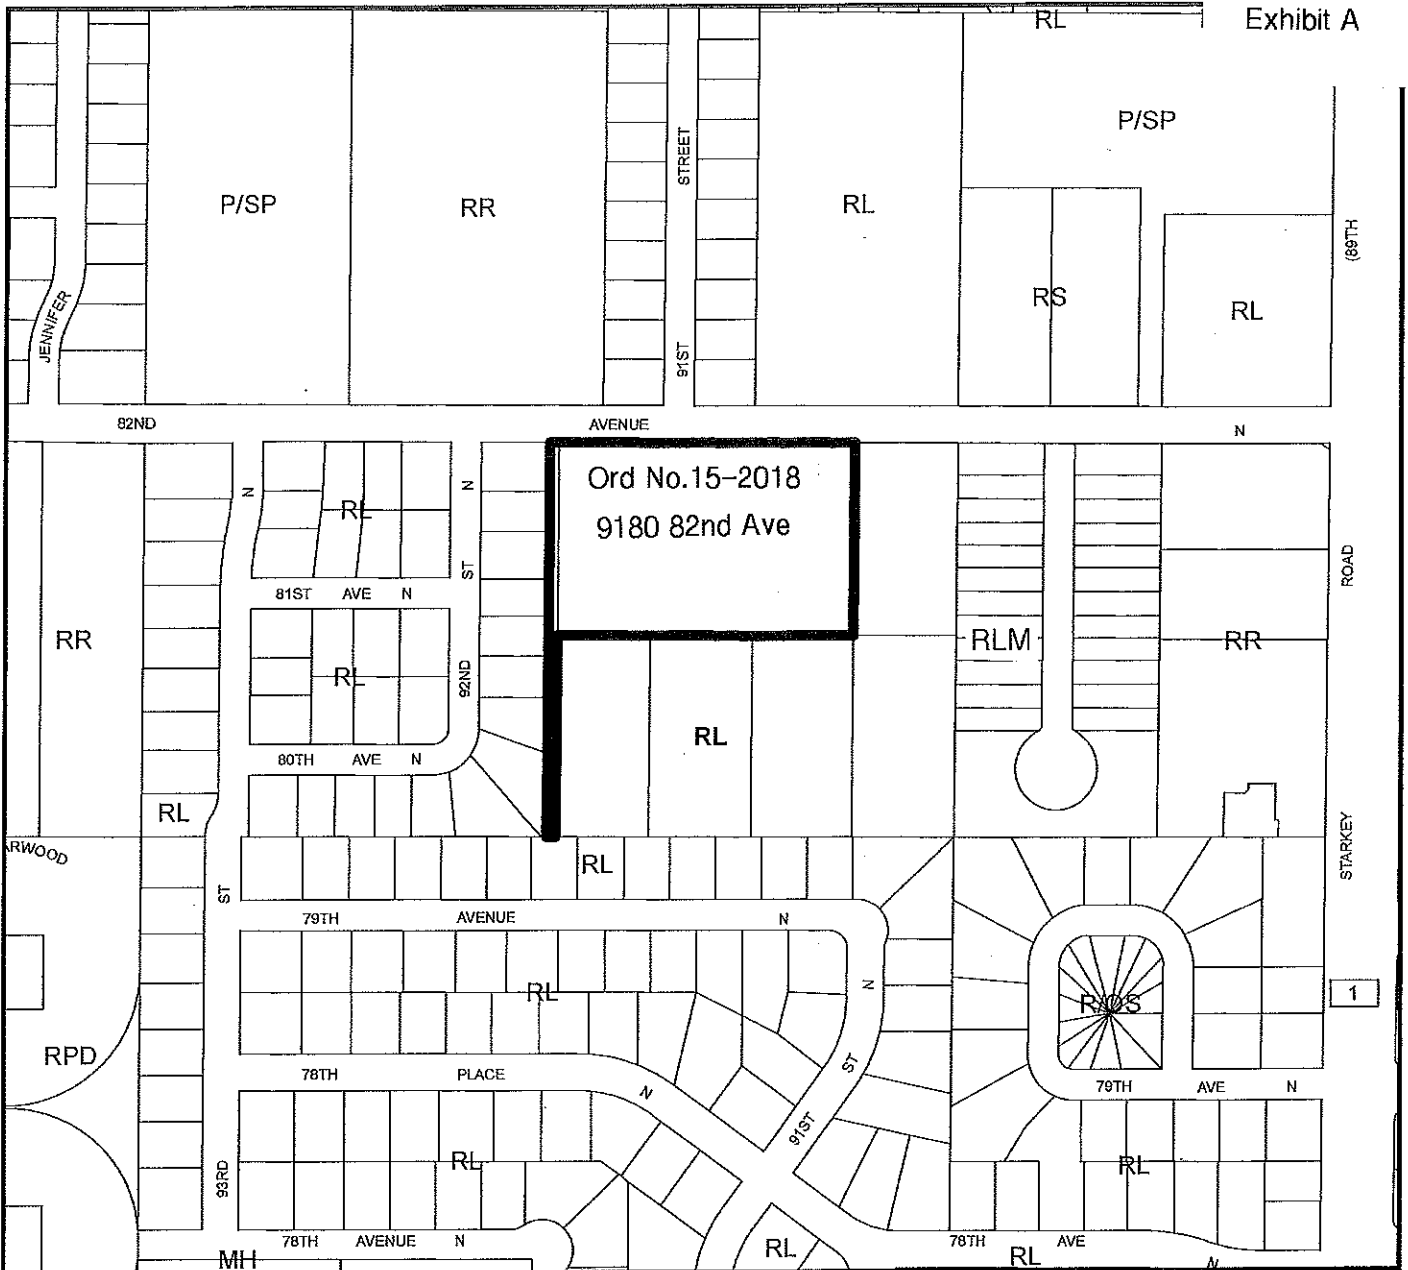 Exhibit A
RL
P/SP
P/SP
RR
RL
STREET
(89TH
RS
RL
JENNIFER
91ST
82ND
AVENUE
N
Ord No.15-2018
9180 82nd Ave
N
N
RL
ST
81ST AVE N
ROAD
RR
RL
92ND
RLM
RR
RL
80TH AVE N
RL
STARKEY
RL
ARWOOD
ST
79TH AVENUE N
RL
N
R/OS
1
RPD
78TH PLACE N
ST
79TH AVE N
91ST
RL
RL
93RD
78TH AVENUE N
MH
RL
78TH AVE N
RL